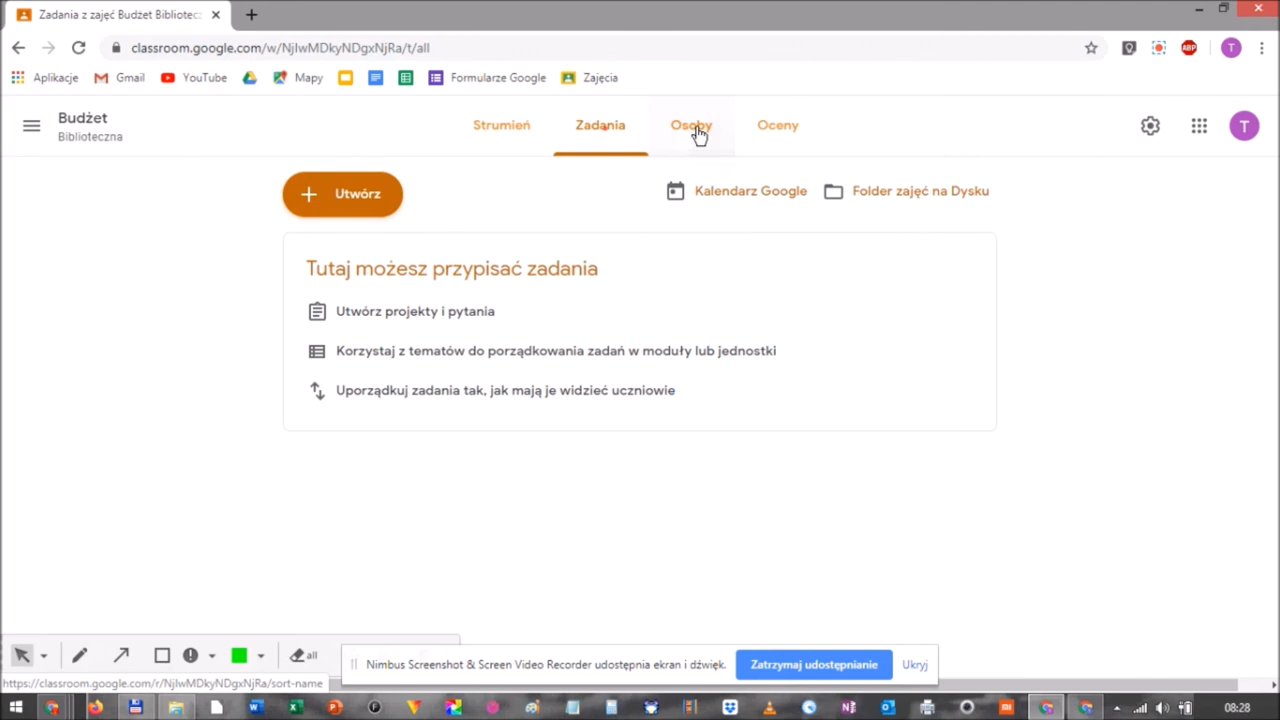 Zadania z zajęć Budżet Bibliotecz
classroom.google.com/w/NjIwMDkyNDgxNjRa/t/all
ABP
T
Aplikacje Gmail YouTube Mapy Formularze Google Zajęcia
Budżet
Biblioteczna
Strumień Zadania Osoby Oceny
T
Utwórz
Kalendarz Google Folder zajęć na Dysku
Tutaj możesz przypisać zadania
Utwórz projekty i pytania
Korzystaj z tematów do porządkowania zadań w moduły lub jednostki
Uporządkuj zadania tak, jak mają je widzieć uczniowie
all
Nimbus Screenshot & Screen Video Recorder udostępnia ekran i dźwięk.
Zatrzymaj udostępnianie
Ukryj
https://classroom.google.com/r/NjIwMDkyNDgxNjRa/sort-name
08:28